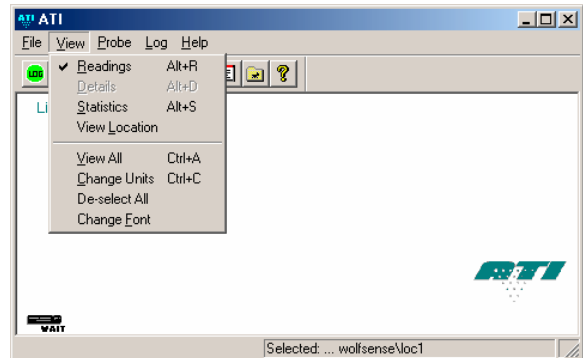 ATI
File View Probe Log Help
LOG
Readings Alt+R
Details Alt+D
Statistics Alt+S
View Location
View All Ctrl+A
Change Units Ctrl+C
De-select All
Change Font
Li
ATI
WAIT
Selected: ... wolfsense\loc1